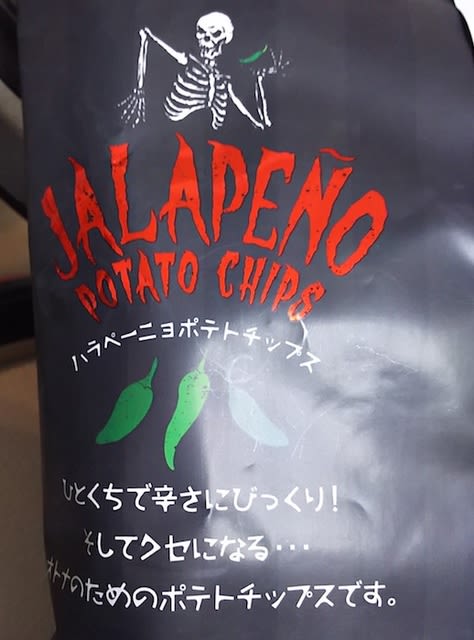 JALAPEÑO
POTATO CHIPS
ハラペーニョポテトチップス
ひとくちで辛さにびっくり!
そしてクセになる…
オトナのためのポテトチップスです。